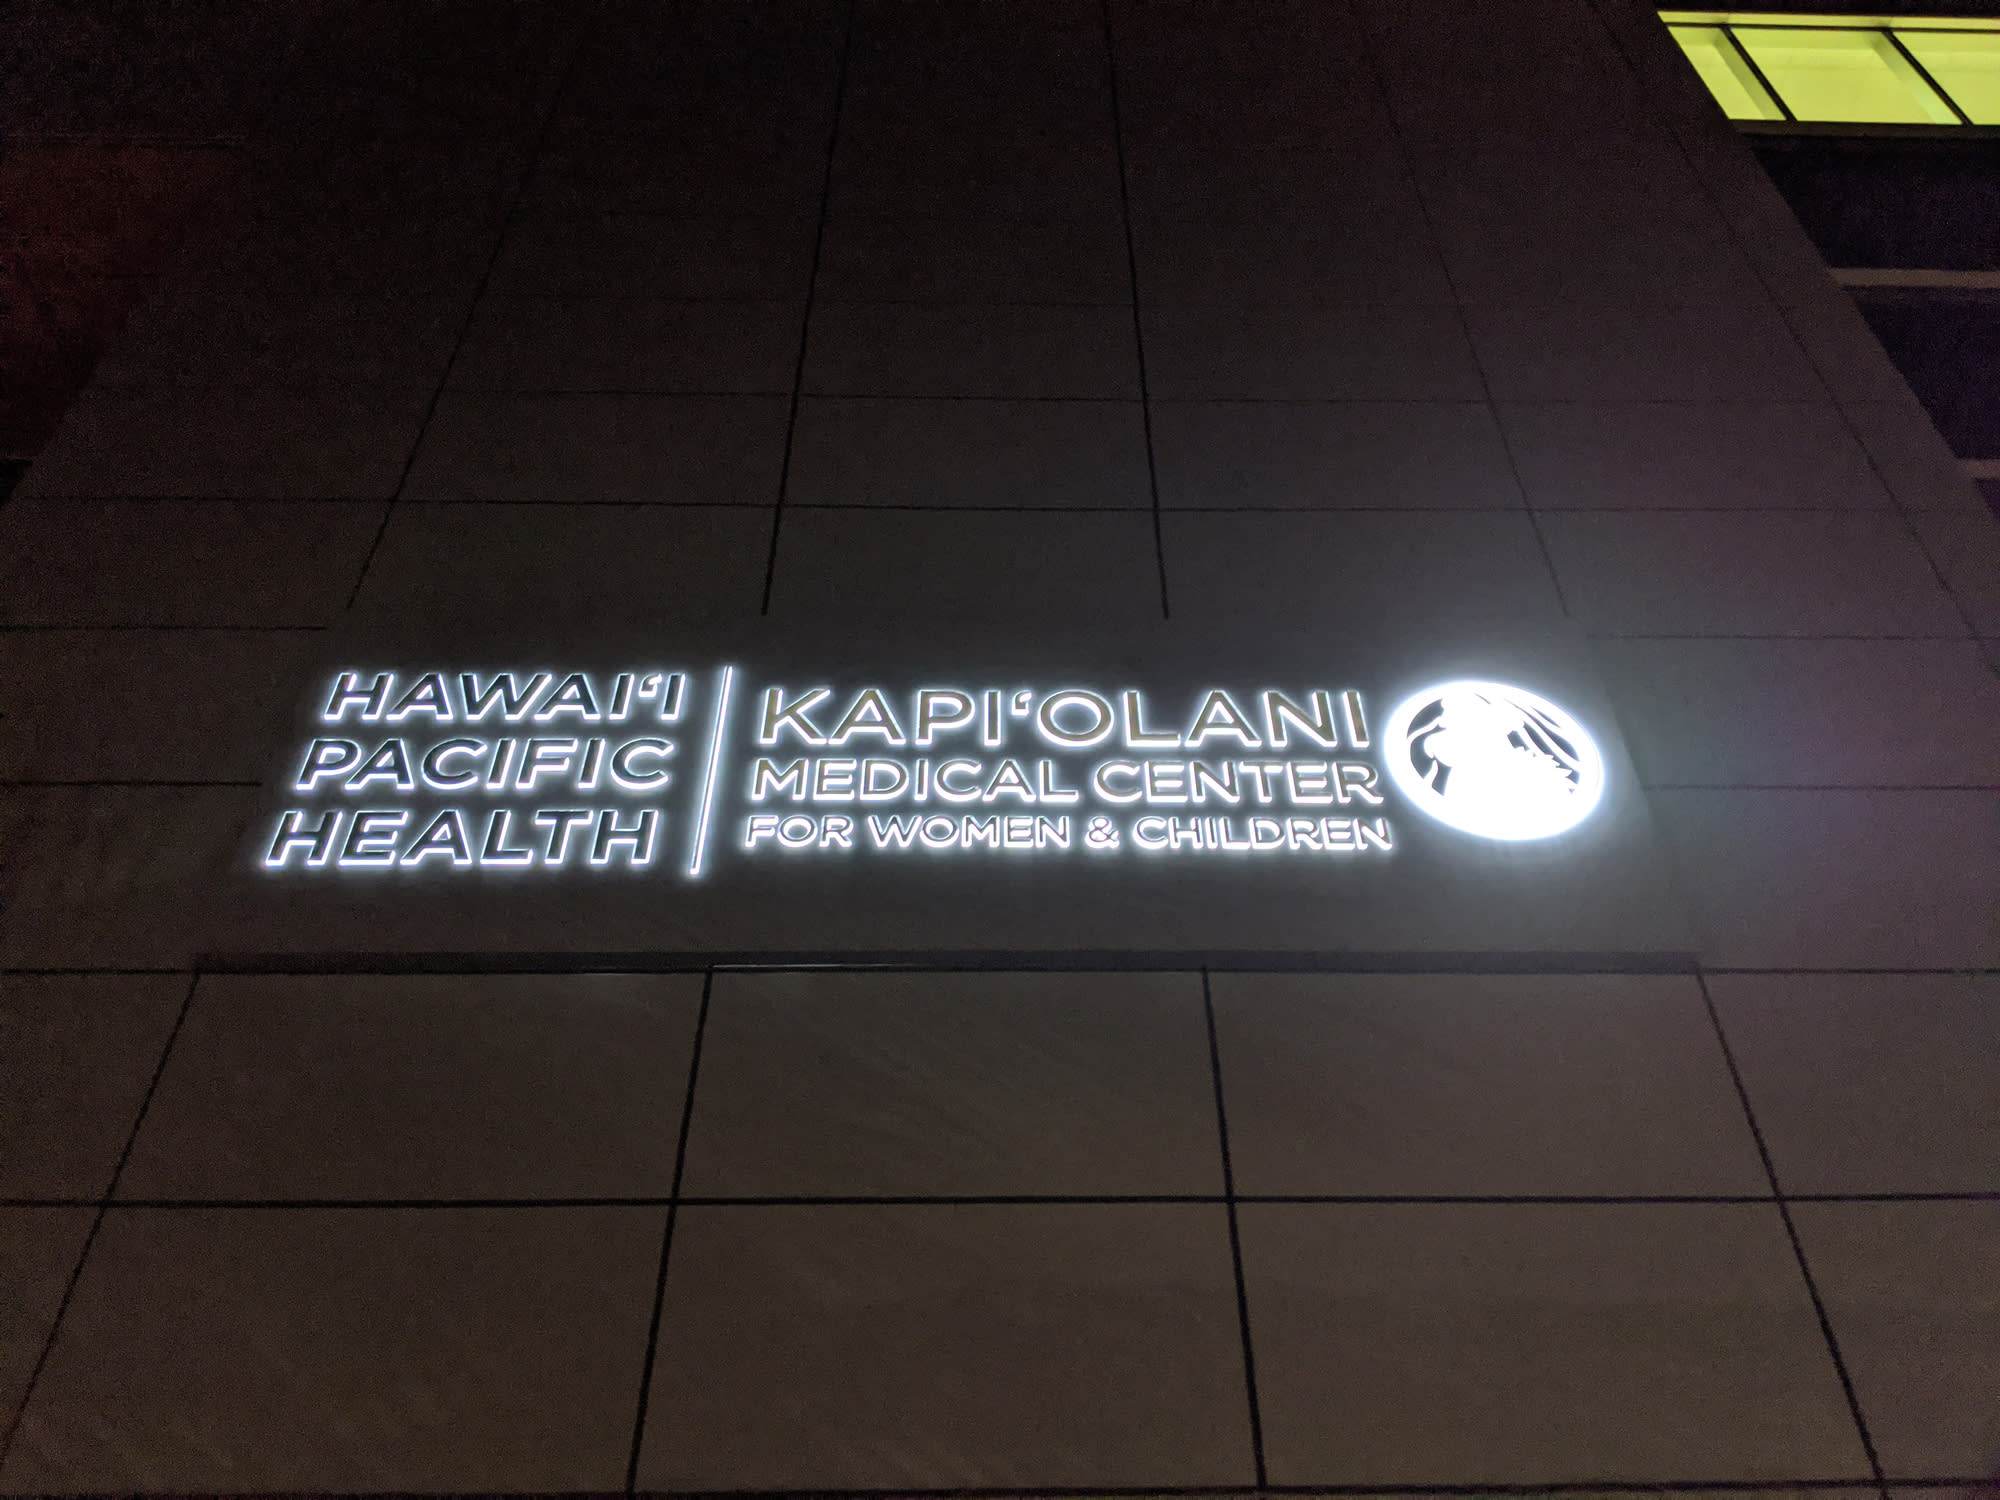 HAWAIʻI
PACIFIC
HEALTH
KAPIʻOLANI
MEDICAL CENTER
FOR WOMEN & CHILDREN